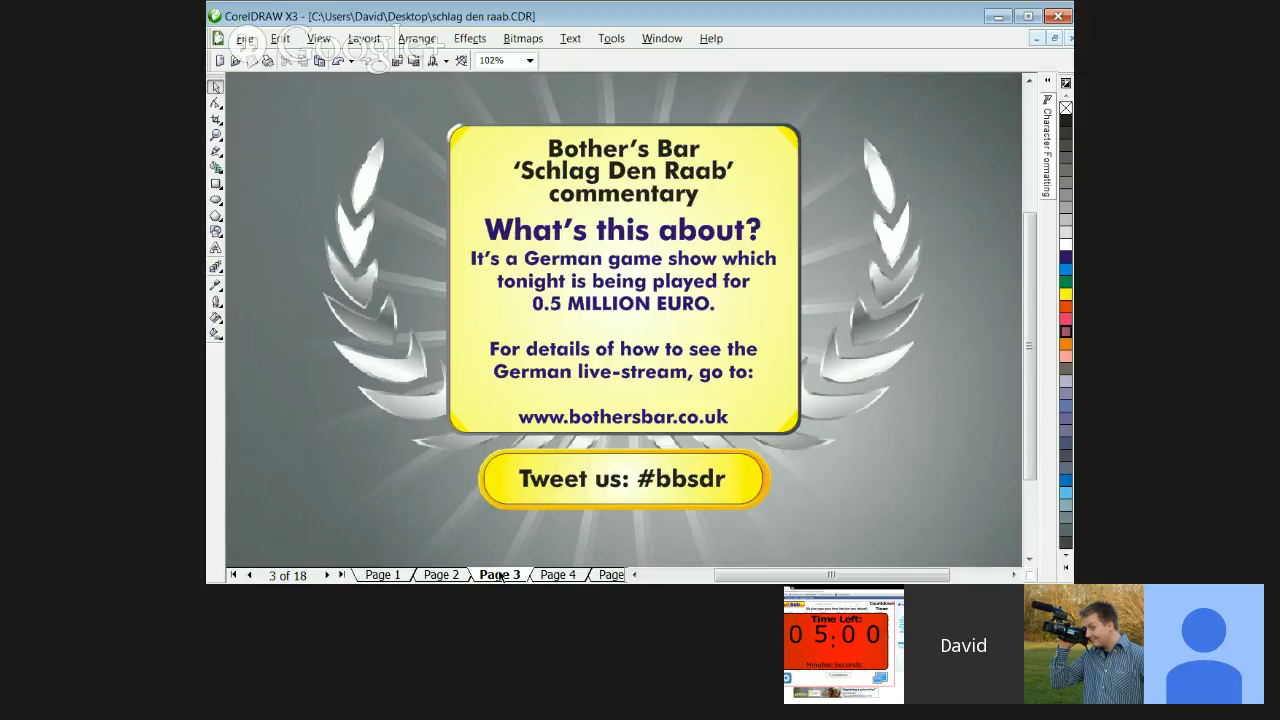 CorelDRAW X3 - [C:\Users\David\Desktop\schlag den raab.CDR]
Google+
Arrange Effects Bitmaps Text Tools Window Help
102%
Character Formatting
Bother's Bar
'Schlag Den Raab'
commentary
What's this about?
It's a German game show which
tonight is being played for
0.5 MILLION EURO.
For details of how to see the
German live-stream, go to:
www.bothersbar.co.uk
Tweet us: #bbsdr
3 of 18 Page 1 Page 2 Page 3 Page 4 Page
Countdown
Timer
Time Left:
05:00
Minutes:Seconds:
David